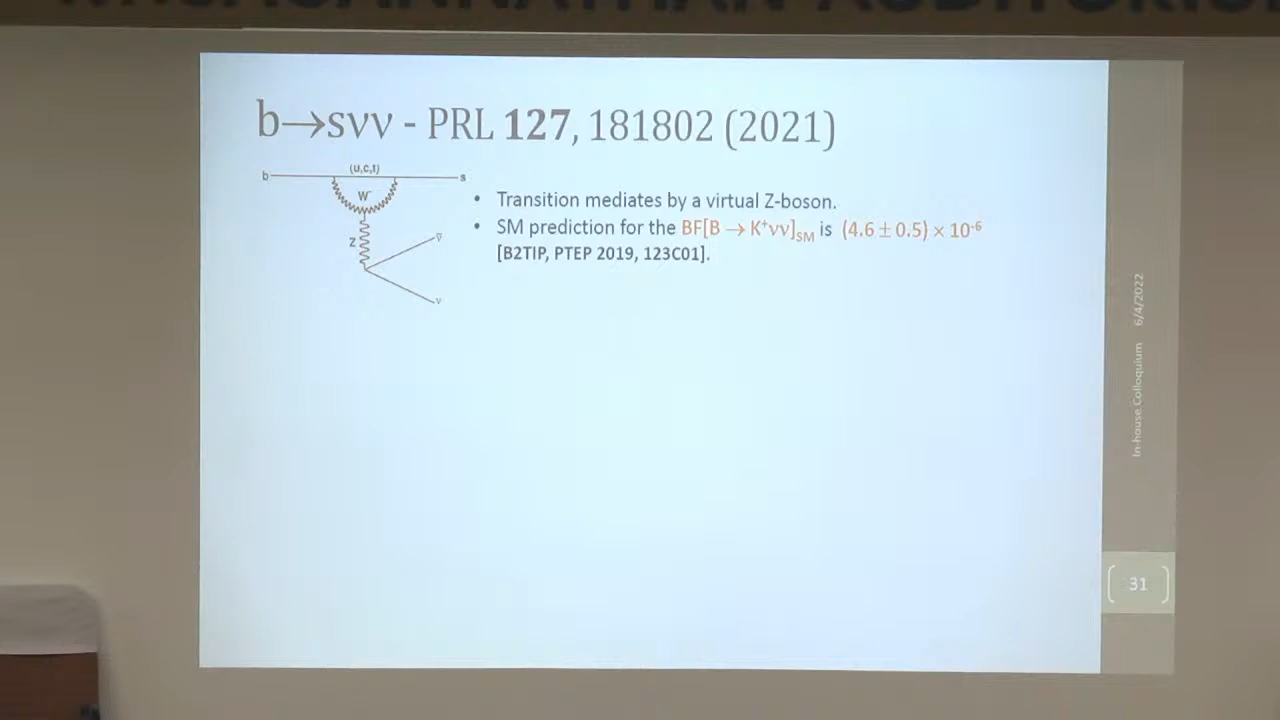 AUDITORIUM
b→sνν - PRL 127, 181802 (2021)
(u,c,t)
b
s
W⁻
Z
ν̅
ν
• Transition mediates by a virtual Z-boson.
• SM prediction for the BF[B → K⁺νν]SM is (4.6 ± 0.5) × 10⁻⁶
[B2TIP, PTEP 2019, 123C01].
In-house Colloquium 6/4/2022
31